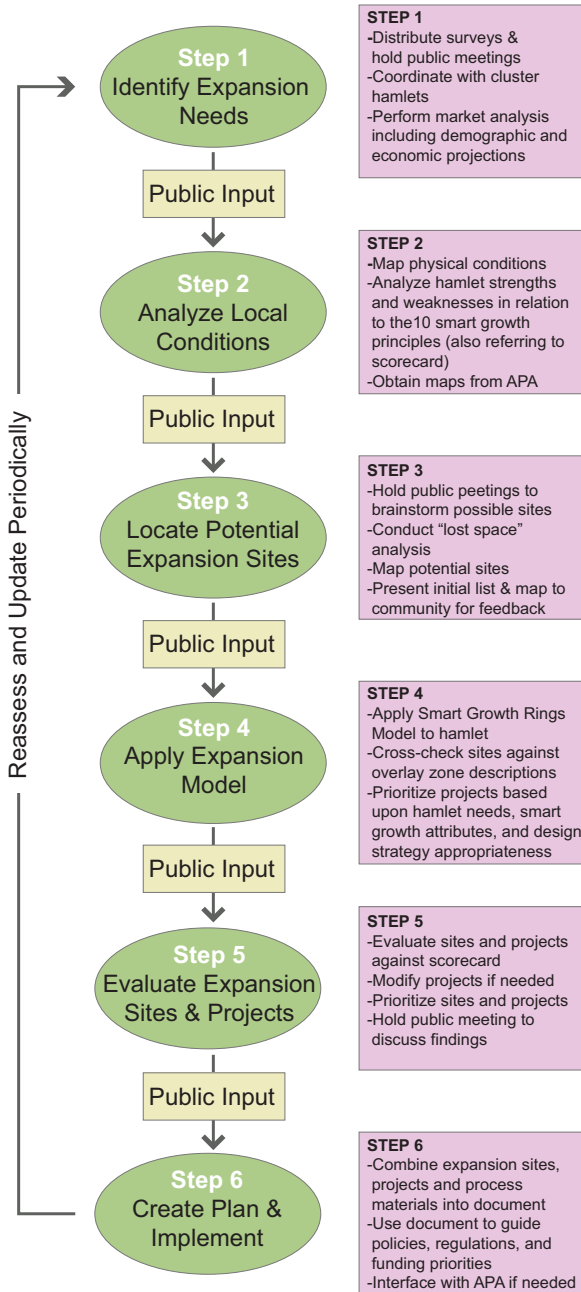 Step 1
Identify Expansion
Needs
STEP 1
-Distribute surveys &
hold public meetings
-Coordinate with cluster
hamlets
-Perform market analysis
including demographic and
economic projections
Public Input
Step 2
Analyze Local
Conditions
STEP 2
-Map physical conditions
-Analyze hamlet strengths
and weaknesses in relation
to the10 smart growth
principles (also referring to
scorecard)
-Obtain maps from APA
Public Input
Step 3
Locate Potential
Expansion Sites
STEP 3
-Hold public peetings to
brainstorm possible sites
-Conduct “lost space”
analysis
-Map potential sites
-Present initial list & map to
community for feedback
Public Input
Step 4
Apply Expansion
Model
STEP 4
-Apply Smart Growth Rings
Model to hamlet
-Cross-check sites against
overlay zone descriptions
-Prioritize projects based
upon hamlet needs, smart
growth attributes, and design
strategy appropriateness
Public Input
Step 5
Evaluate Expansion
Sites & Projects
STEP 5
-Evaluate sites and projects
against scorecard
-Modify projects if needed
-Prioritize sites and projects
-Hold public meeting to
discuss findings
Public Input
Step 6
Create Plan &
Implement
STEP 6
-Combine expansion sites,
projects and process
materials into document
-Use document to guide
policies, regulations, and
funding priorities
-Interface with APA if needed
Reassess and Update Periodically